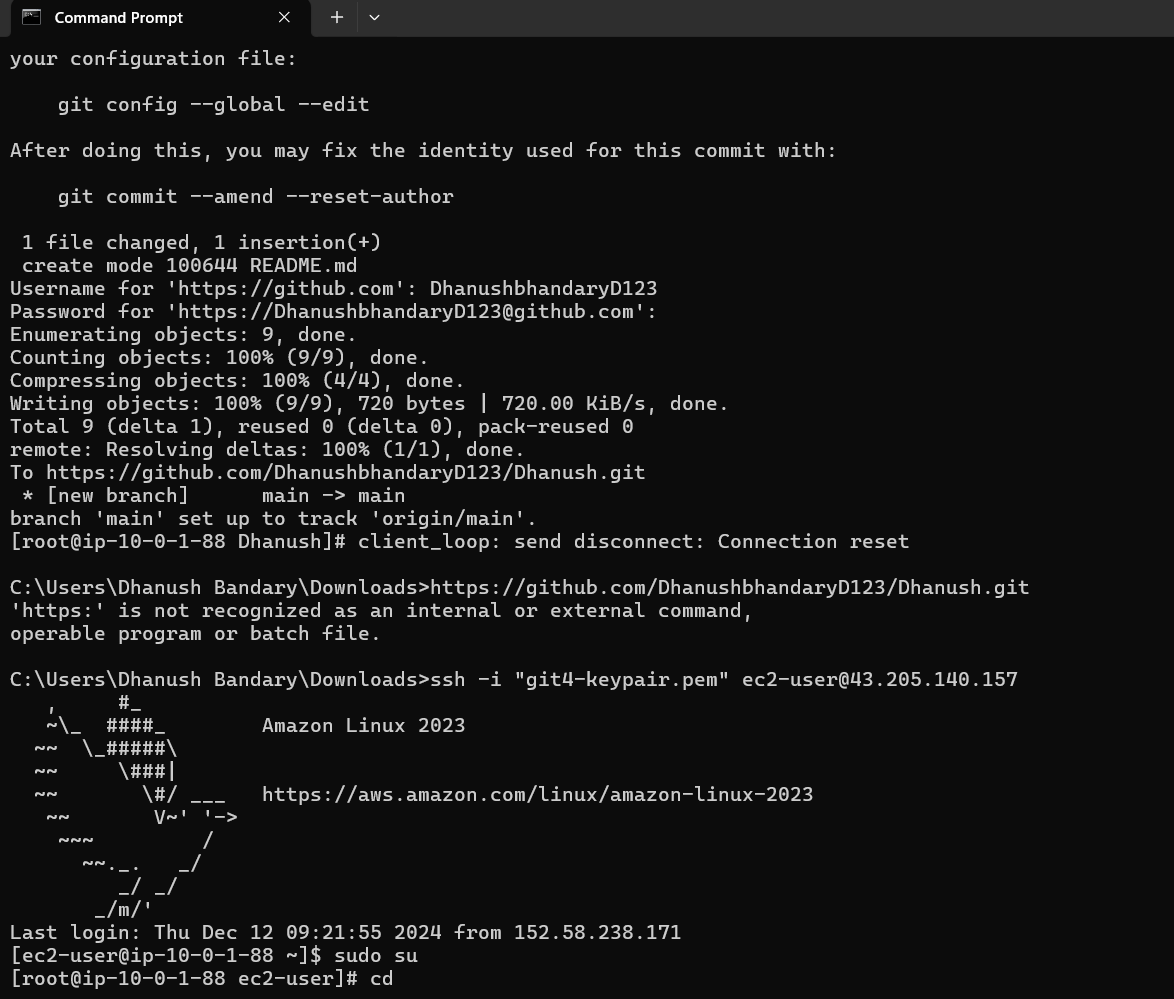 Command Prompt
your configuration file:
    git config --global --edit
After doing this, you may fix the identity used for this commit with:
    git commit --amend --reset-author
 1 file changed, 1 insertion(+)
 create mode 100644 README.md
Username for 'https://github.com': DhanushbhandaryD123
Password for 'https://DhanushbhandaryD123@github.com':
Enumerating objects: 9, done.
Counting objects: 100% (9/9), done.
Compressing objects: 100% (4/4), done.
Writing objects: 100% (9/9), 720 bytes | 720.00 KiB/s, done.
Total 9 (delta 1), reused 0 (delta 0), pack-reused 0
remote: Resolving deltas: 100% (1/1), done.
To https://github.com/DhanushbhandaryD123/Dhanush.git
 * [new branch]      main -> main
branch 'main' set up to track 'origin/main'.
[root@ip-10-0-1-88 Dhanush]# client_loop: send disconnect: Connection reset
C:\Users\Dhanush Bandary\Downloads>https://github.com/DhanushbhandaryD123/Dhanush.git
'https:' is not recognized as an internal or external command,
operable program or batch file.
C:\Users\Dhanush Bandary\Downloads>ssh -i "git4-keypair.pem" ec2-user@43.205.140.157
   ,     #_
   ~\_  ####_        Amazon Linux 2023
  ~~  \_#####\
  ~~     \###|
  ~~       \#/ ___   https://aws.amazon.com/linux/amazon-linux-2023
   ~~       V~' '->
    ~~~         /
      ~~._.   _/
         _/ _/
       _/m/'
Last login: Thu Dec 12 09:21:55 2024 from 152.58.238.171
[ec2-user@ip-10-0-1-88 ~]$ sudo su
[root@ip-10-0-1-88 ec2-user]# cd